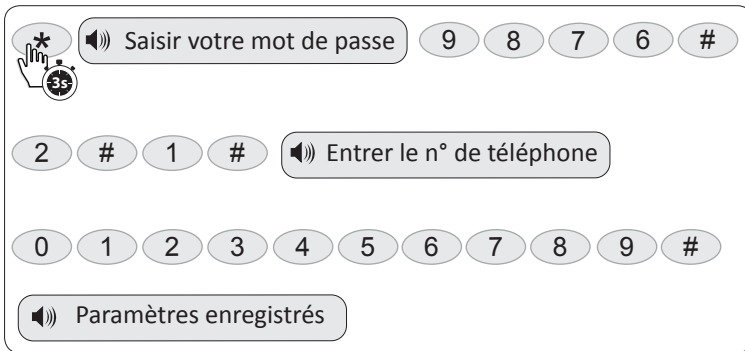 * Saisir votre mot de passe 9 8 7 6 #
3s
2 # 1 # Entrer le n° de téléphone
0 1 2 3 4 5 6 7 8 9 #
Paramètres enregistrés